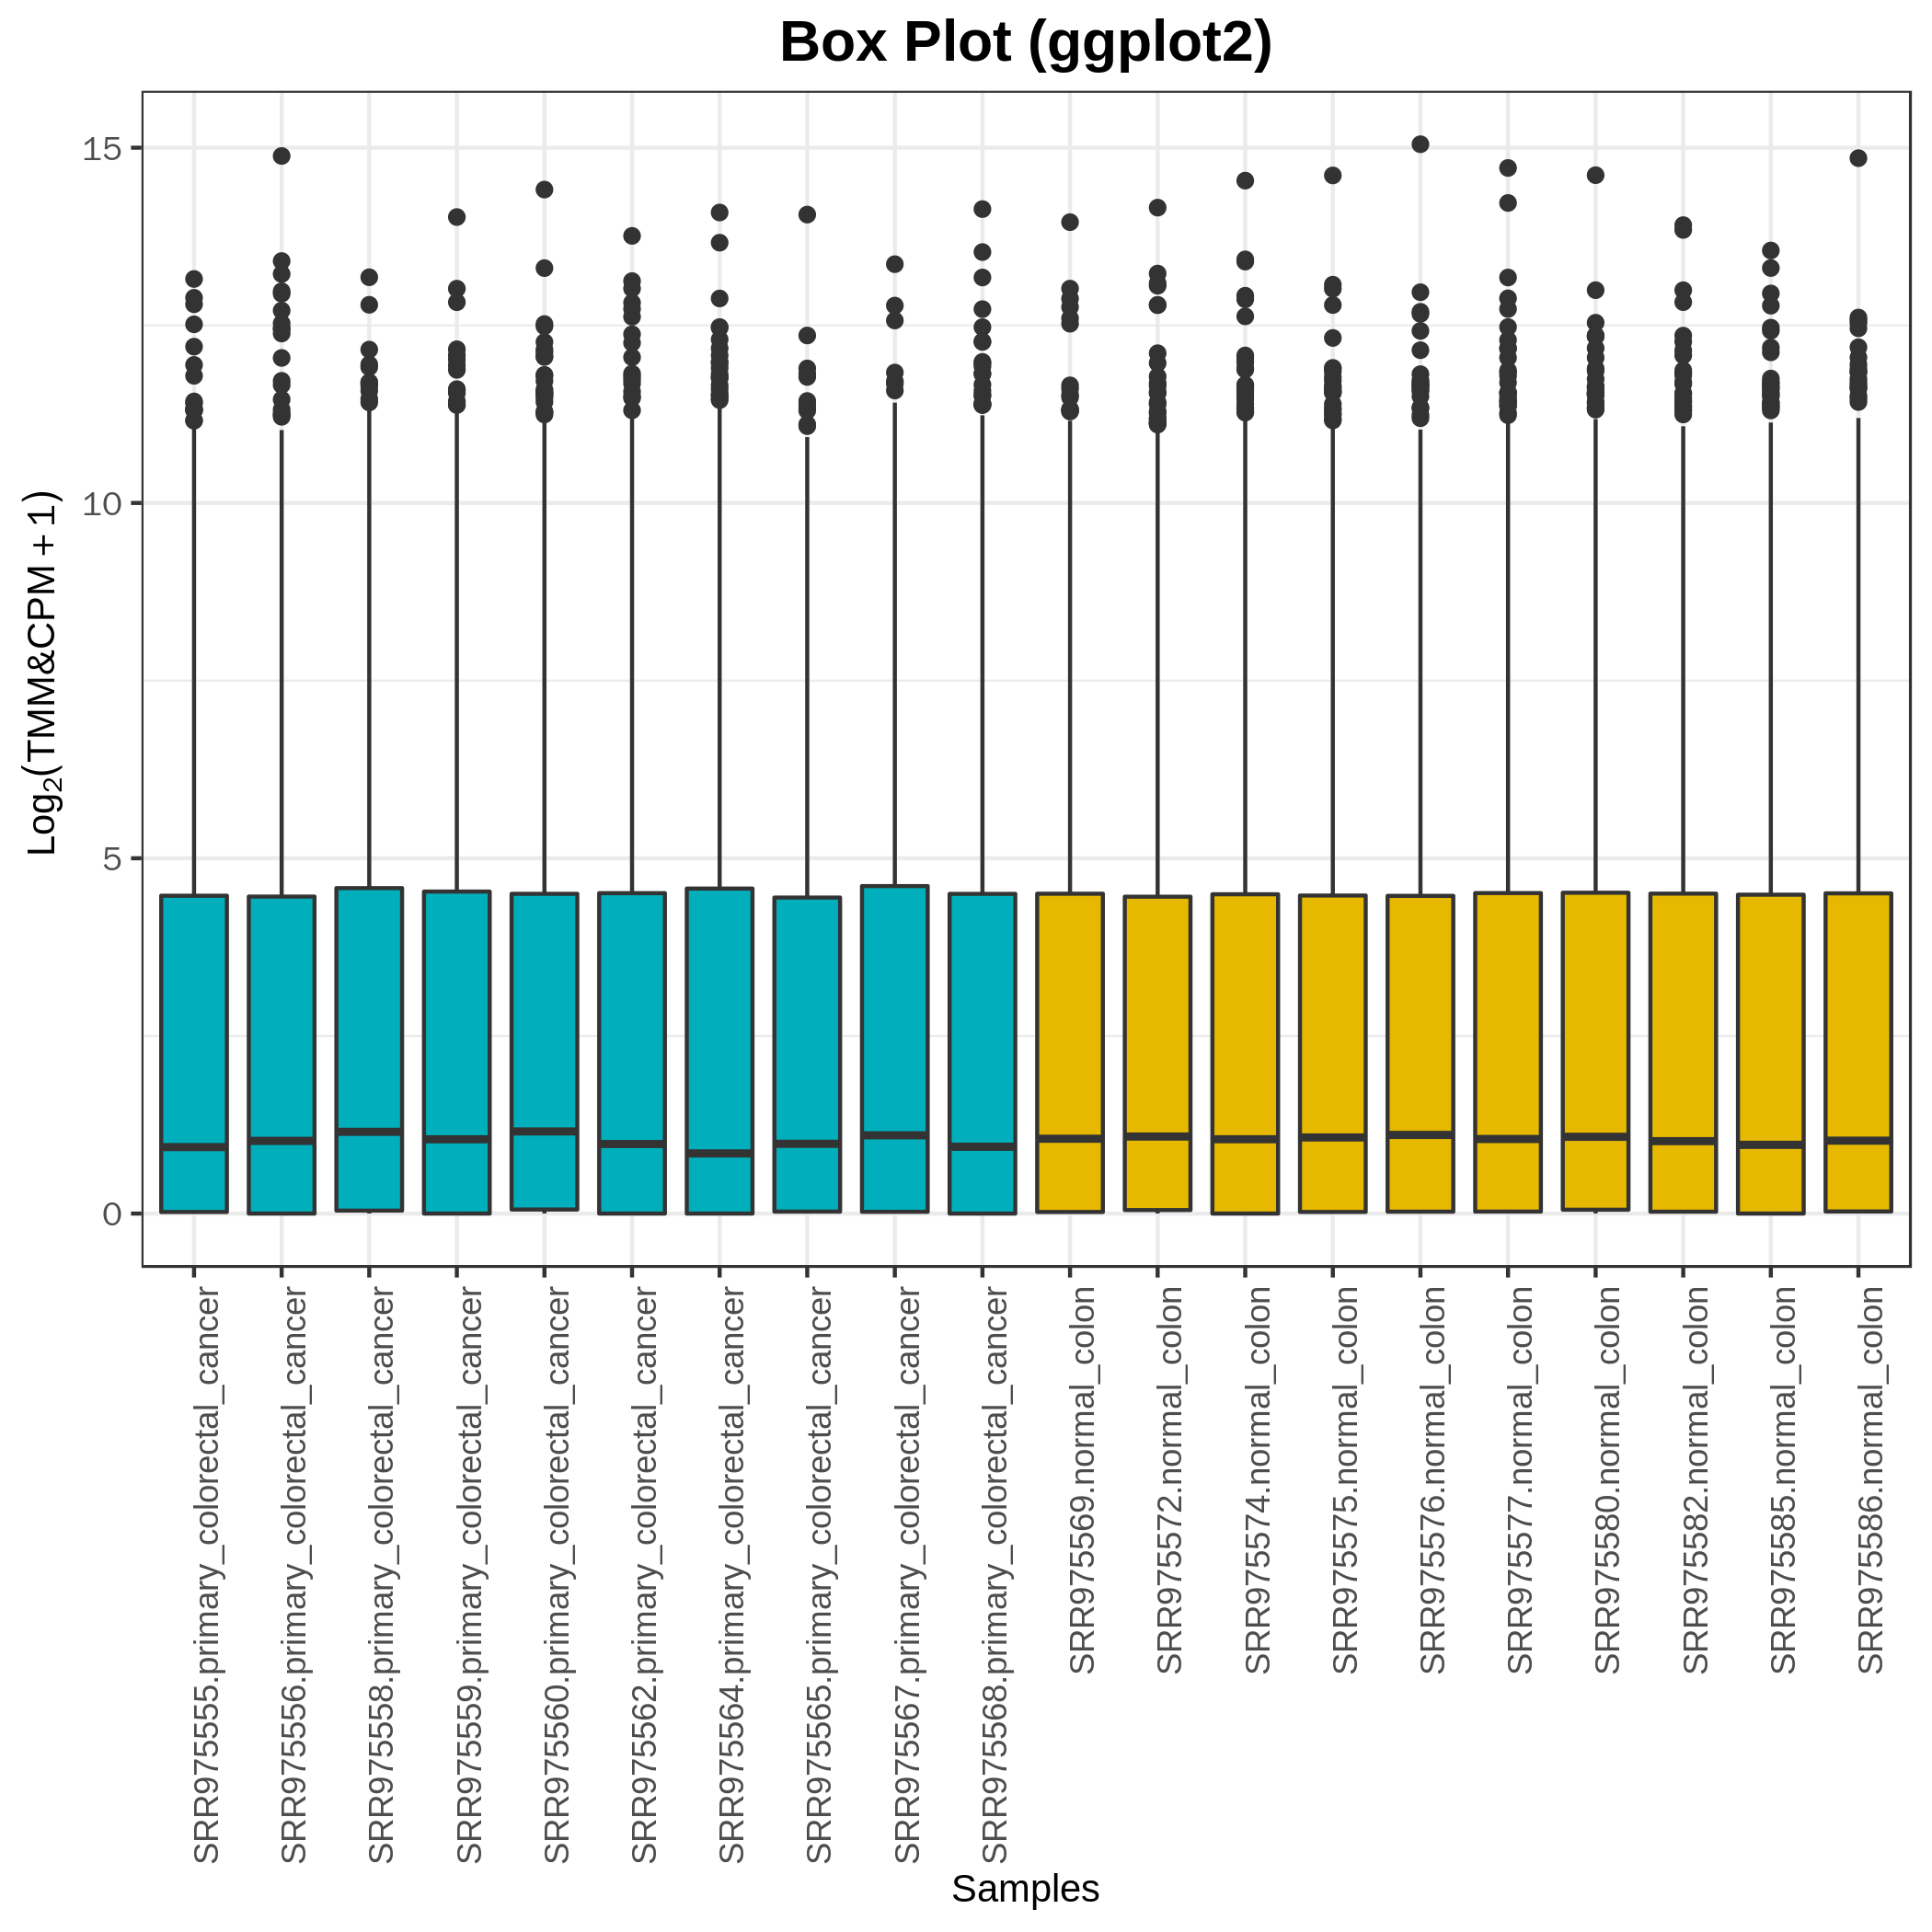 Box Plot (ggplot2)
Log₂(TMM&CPM + 1)
15
10
5
0
SRR975555.primary_colorectal_cancer
SRR975556.primary_colorectal_cancer
SRR975558.primary_colorectal_cancer
SRR975559.primary_colorectal_cancer
SRR975560.primary_colorectal_cancer
SRR975562.primary_colorectal_cancer
SRR975564.primary_colorectal_cancer
SRR975565.primary_colorectal_cancer
SRR975567.primary_colorectal_cancer
SRR975568.primary_colorectal_cancer
SRR975569.normal_colon
SRR975572.normal_colon
SRR975574.normal_colon
SRR975575.normal_colon
SRR975576.normal_colon
SRR975577.normal_colon
SRR975580.normal_colon
SRR975582.normal_colon
SRR975585.normal_colon
SRR975586.normal_colon
Samples